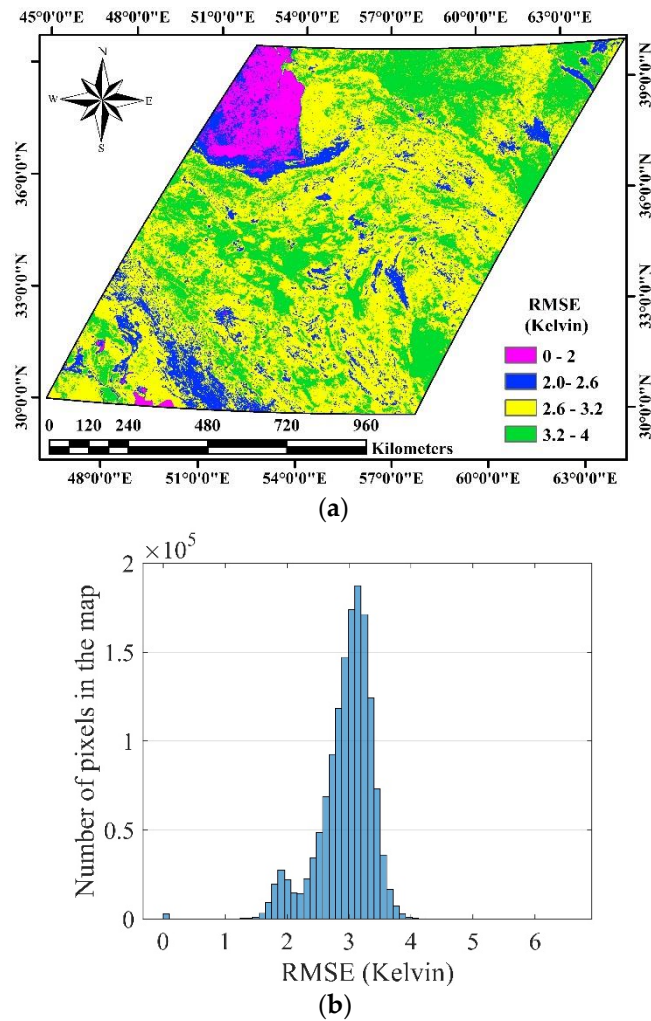 45°0'0"E 48°0'0"E 51°0'0"E 54°0'0"E 57°0'0"E 60°0'0"E 63°0'0"E
N
W E
S
39°0'0"N
36°0'0"N 36°0'0"N
33°0'0"N 33°0'0"N
30°0'0"N 30°0'0"N
RMSE
(Kelvin)
0 - 2
2.0- 2.6
2.6 - 3.2
3.2 - 4
0 120 240 480 720 960
Kilometers
48°0'0"E 51°0'0"E 54°0'0"E 57°0'0"E 60°0'0"E 63°0'0"E
(a)
×10⁵
2
1.5
1
0.5
0
Number of pixels in the map
0 1 2 3 4 5 6
RMSE (Kelvin)
(b)